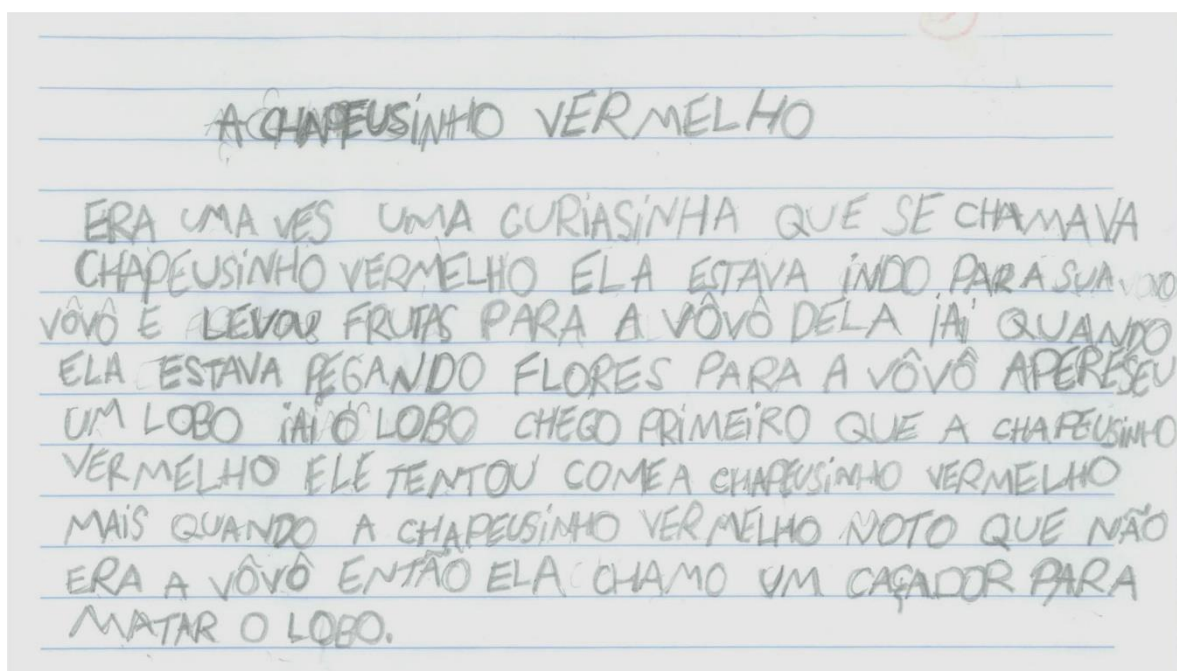 A CHAPEUSINHO VERMELHO
ERA UMA VES UMA GURIASINHA QUE SE CHAMAVA
CHAPEUSINHO VERMELHO ELA ESTAVA INDO PARA SUA
VÔVÔ E LEVOU FRUTAS PARA A VÔVÔ DELA IAI QUANDO
ELA ESTAVA PEGANDO FLORES PARA A VÔVÔ APERESEU
UM LOBO IAI O LOBO CHEGO PRIMEIRO QUE A CHAPEUSINHO
VERMELHO ELE TENTOU COME A CHAPEUSINHO VERMELHO
MAIS QUANDO A CHAPEUSINHO VERMELHO NOTO QUE NÃO
ERA A VÔVÔ ENTÃO ELA CHAMO UM CAÇADOR PARA
MATAR O LOBO.